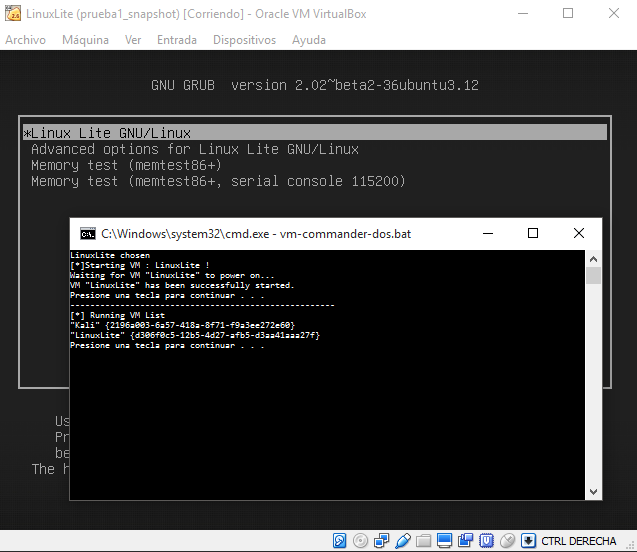 LinuxLite (prueba1_snapshot) [Corriendo] - Oracle VM VirtualBox
Archivo Máquina Ver Entrada Dispositivos Ayuda
GNU GRUB version 2.02~beta2-36ubuntu3.12
*Linux Lite GNU/Linux
Advanced options for Linux Lite GNU/Linux
Memory test (memtest86+)
Memory test (memtest86+, serial console 115200)
C:\Windows\system32\cmd.exe - vm-commander-dos.bat
LinuxLite chosen
[*]Starting VM : LinuxLite !
Waiting for VM "LinuxLite" to power on...
VM "LinuxLite" has been successfully started.
Presione una tecla para continuar . . .
-----------------------------------------------------
[*] Running VM List
"Kali" {2196a003-6a57-418a-8f71-f9a3ee272e60}
"LinuxLite" {d306f0c5-12b5-4d27-afb5-d3aa41aaa27f}
Presione una tecla para continuar . . .
Us
Pr
be
The h
CTRL DERECHA